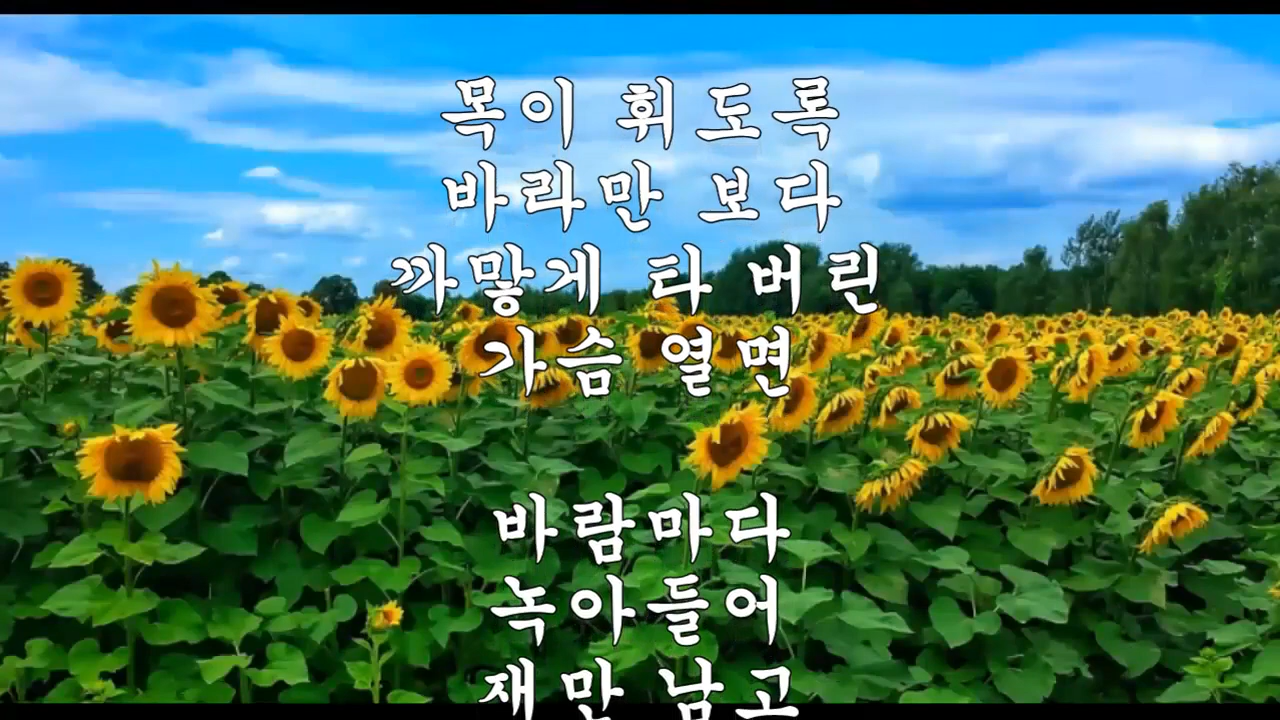 목이 휘도록
바라만 보다
까맣게 타 버린
가슴 열면
바람마다
녹아들어
재만 남고